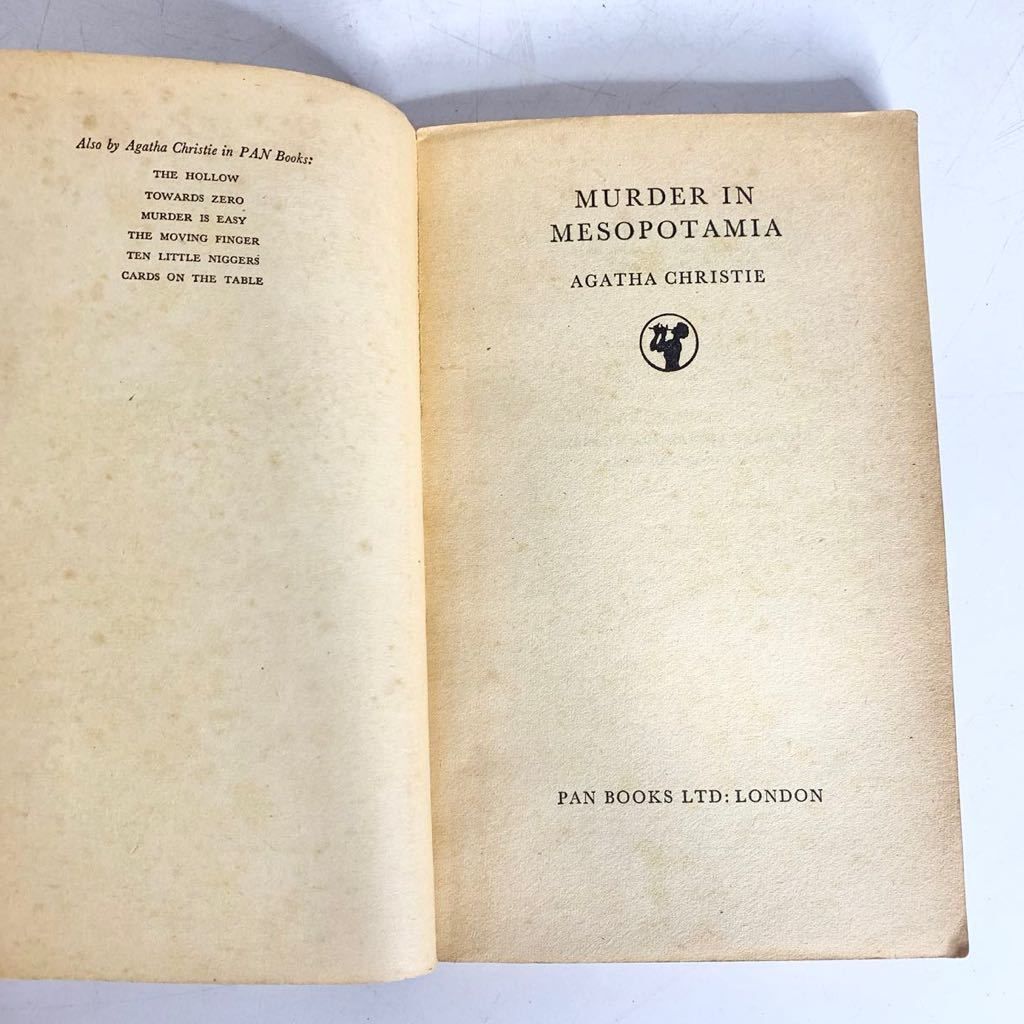 Also by Agatha Christie in PAN Books:
THE HOLLOW
TOWARDS ZERO
MURDER IS EASY
THE MOVING FINGER
TEN LITTLE NIGGERS
CARDS ON THE TABLE
MURDER IN
MESOPOTAMIA
AGATHA CHRISTIE
PAN BOOKS LTD: LONDON